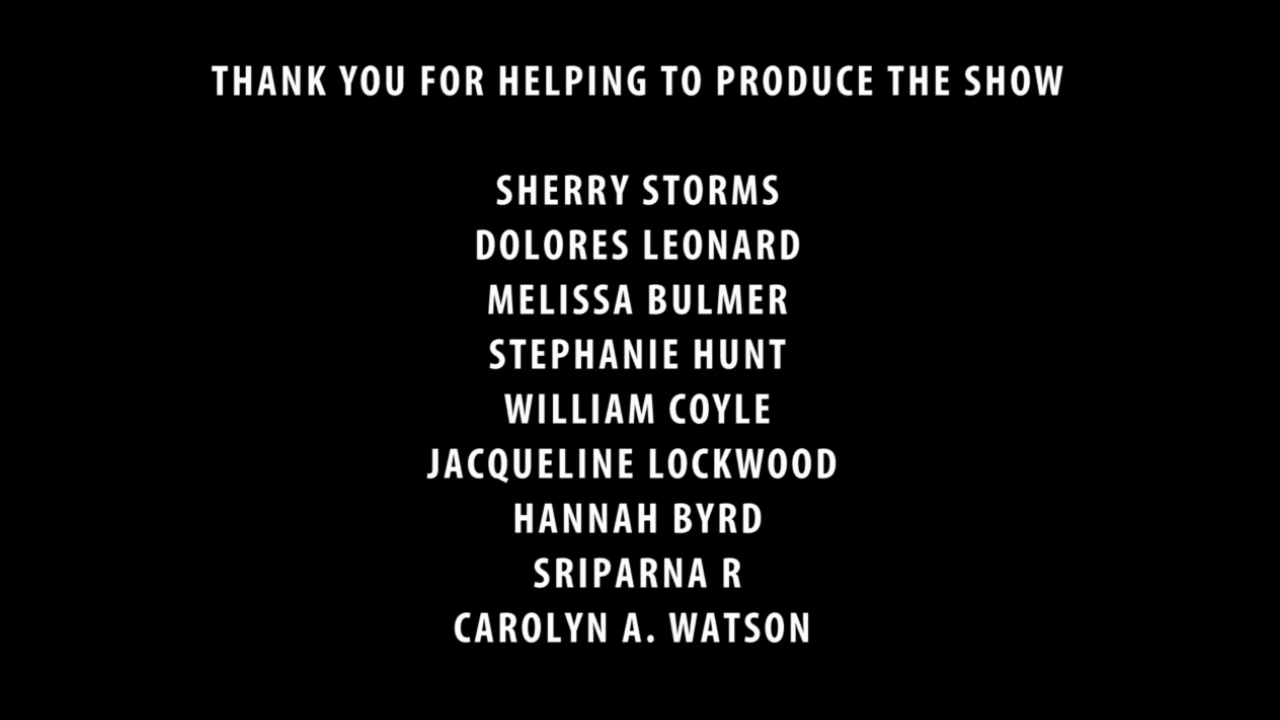 THANK YOU FOR HELPING TO PRODUCE THE SHOW
SHERRY STORMS
DOLORES LEONARD
MELISSA BULMER
STEPHANIE HUNT
WILLIAM COYLE
JACQUELINE LOCKWOOD
HANNAH BYRD
SRIPARNA R
CAROLYN A. WATSON